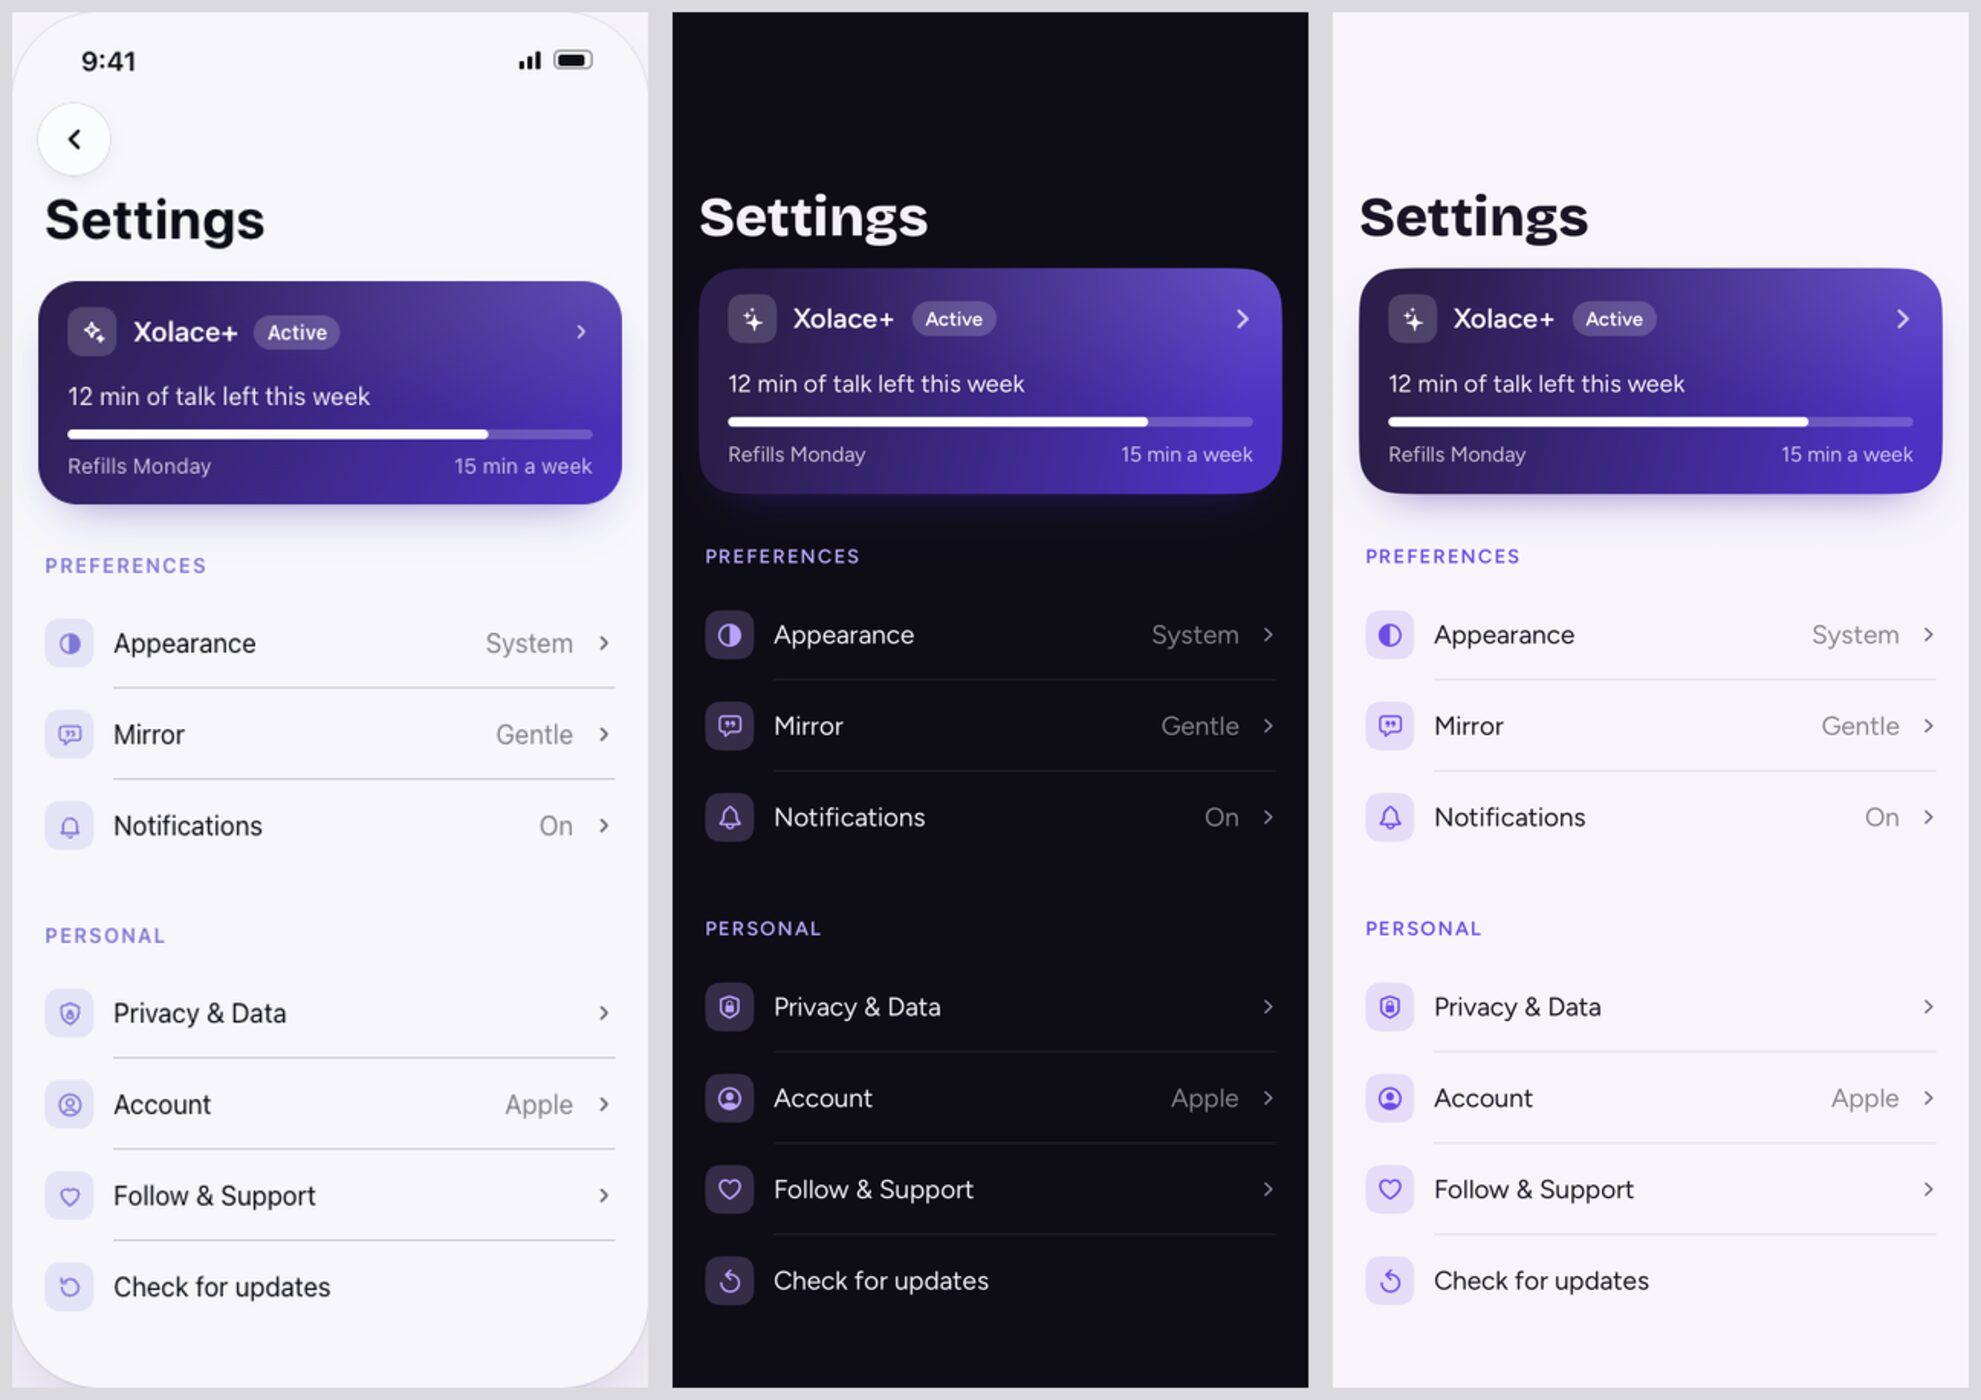 9:41
Settings
Xolace+ Active
12 min of talk left this week
Refills Monday 15 min a week
PREFERENCES
Appearance System
Mirror Gentle
Notifications On
PERSONAL
Privacy & Data
Account Apple
Follow & Support
Check for updates
Settings
Xolace+ Active
12 min of talk left this week
Refills Monday 15 min a week
PREFERENCES
Appearance System
Mirror Gentle
Notifications On
PERSONAL
Privacy & Data
Account Apple
Follow & Support
Check for updates
Settings
Xolace+ Active
12 min of talk left this week
Refills Monday 15 min a week
PREFERENCES
Appearance System
Mirror Gentle
Notifications On
PERSONAL
Privacy & Data
Account Apple
Follow & Support
Check for updates